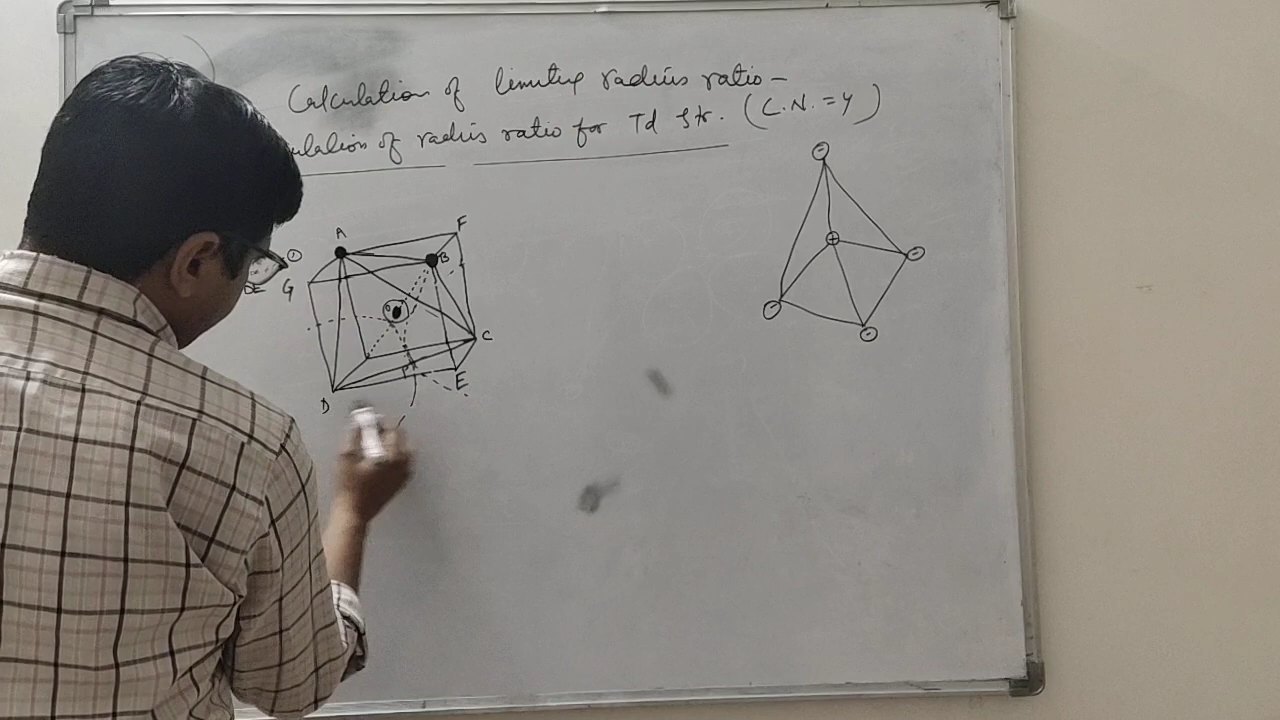 Calculation of limiting radius ratio –
ulation of radius ratio for Td Str. (C.N. = 4)
A
F
B
G
C
E
D